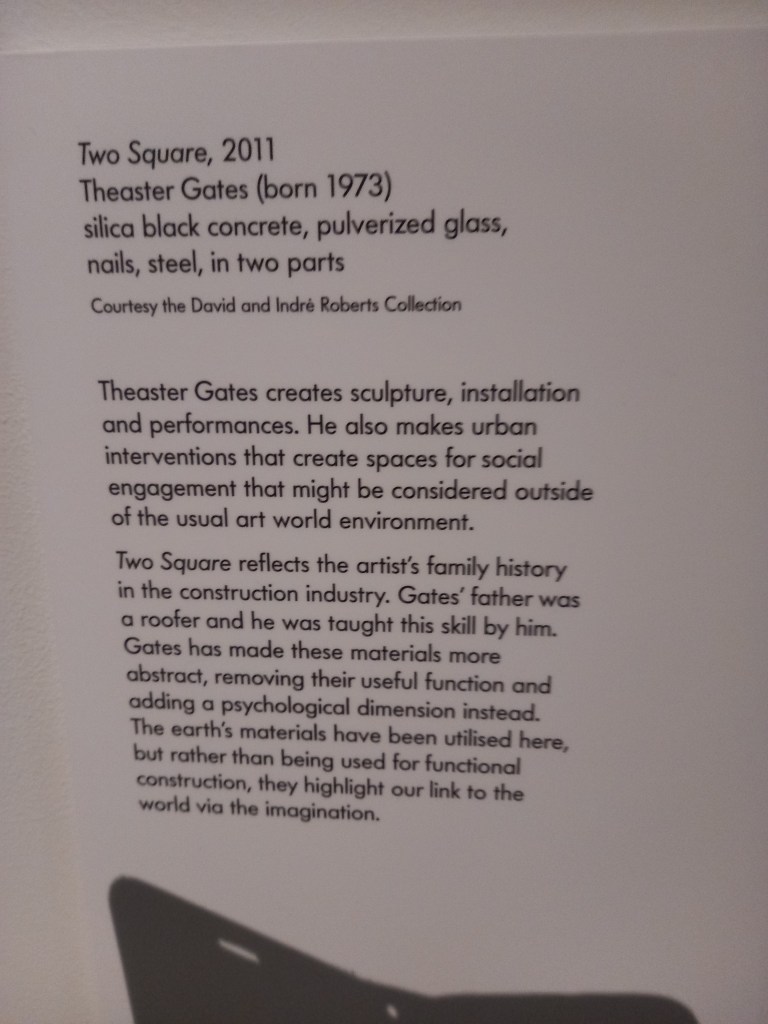 Two Square, 2011
Theaster Gates (born 1973)
silica black concrete, pulverized glass,
nails, steel, in two parts
Courtesy the David and Indrė Roberts Collection
Theaster Gates creates sculpture, installation
and performances. He also makes urban
interventions that create spaces for social
engagement that might be considered outside
of the usual art world environment.
Two Square reflects the artist's family history
in the construction industry. Gates' father was
a roofer and he was taught this skill by him.
Gates has made these materials more
abstract, removing their useful function and
adding a psychological dimension instead.
The earth's materials have been utilised here,
but rather than being used for functional
construction, they highlight our link to the
world via the imagination.